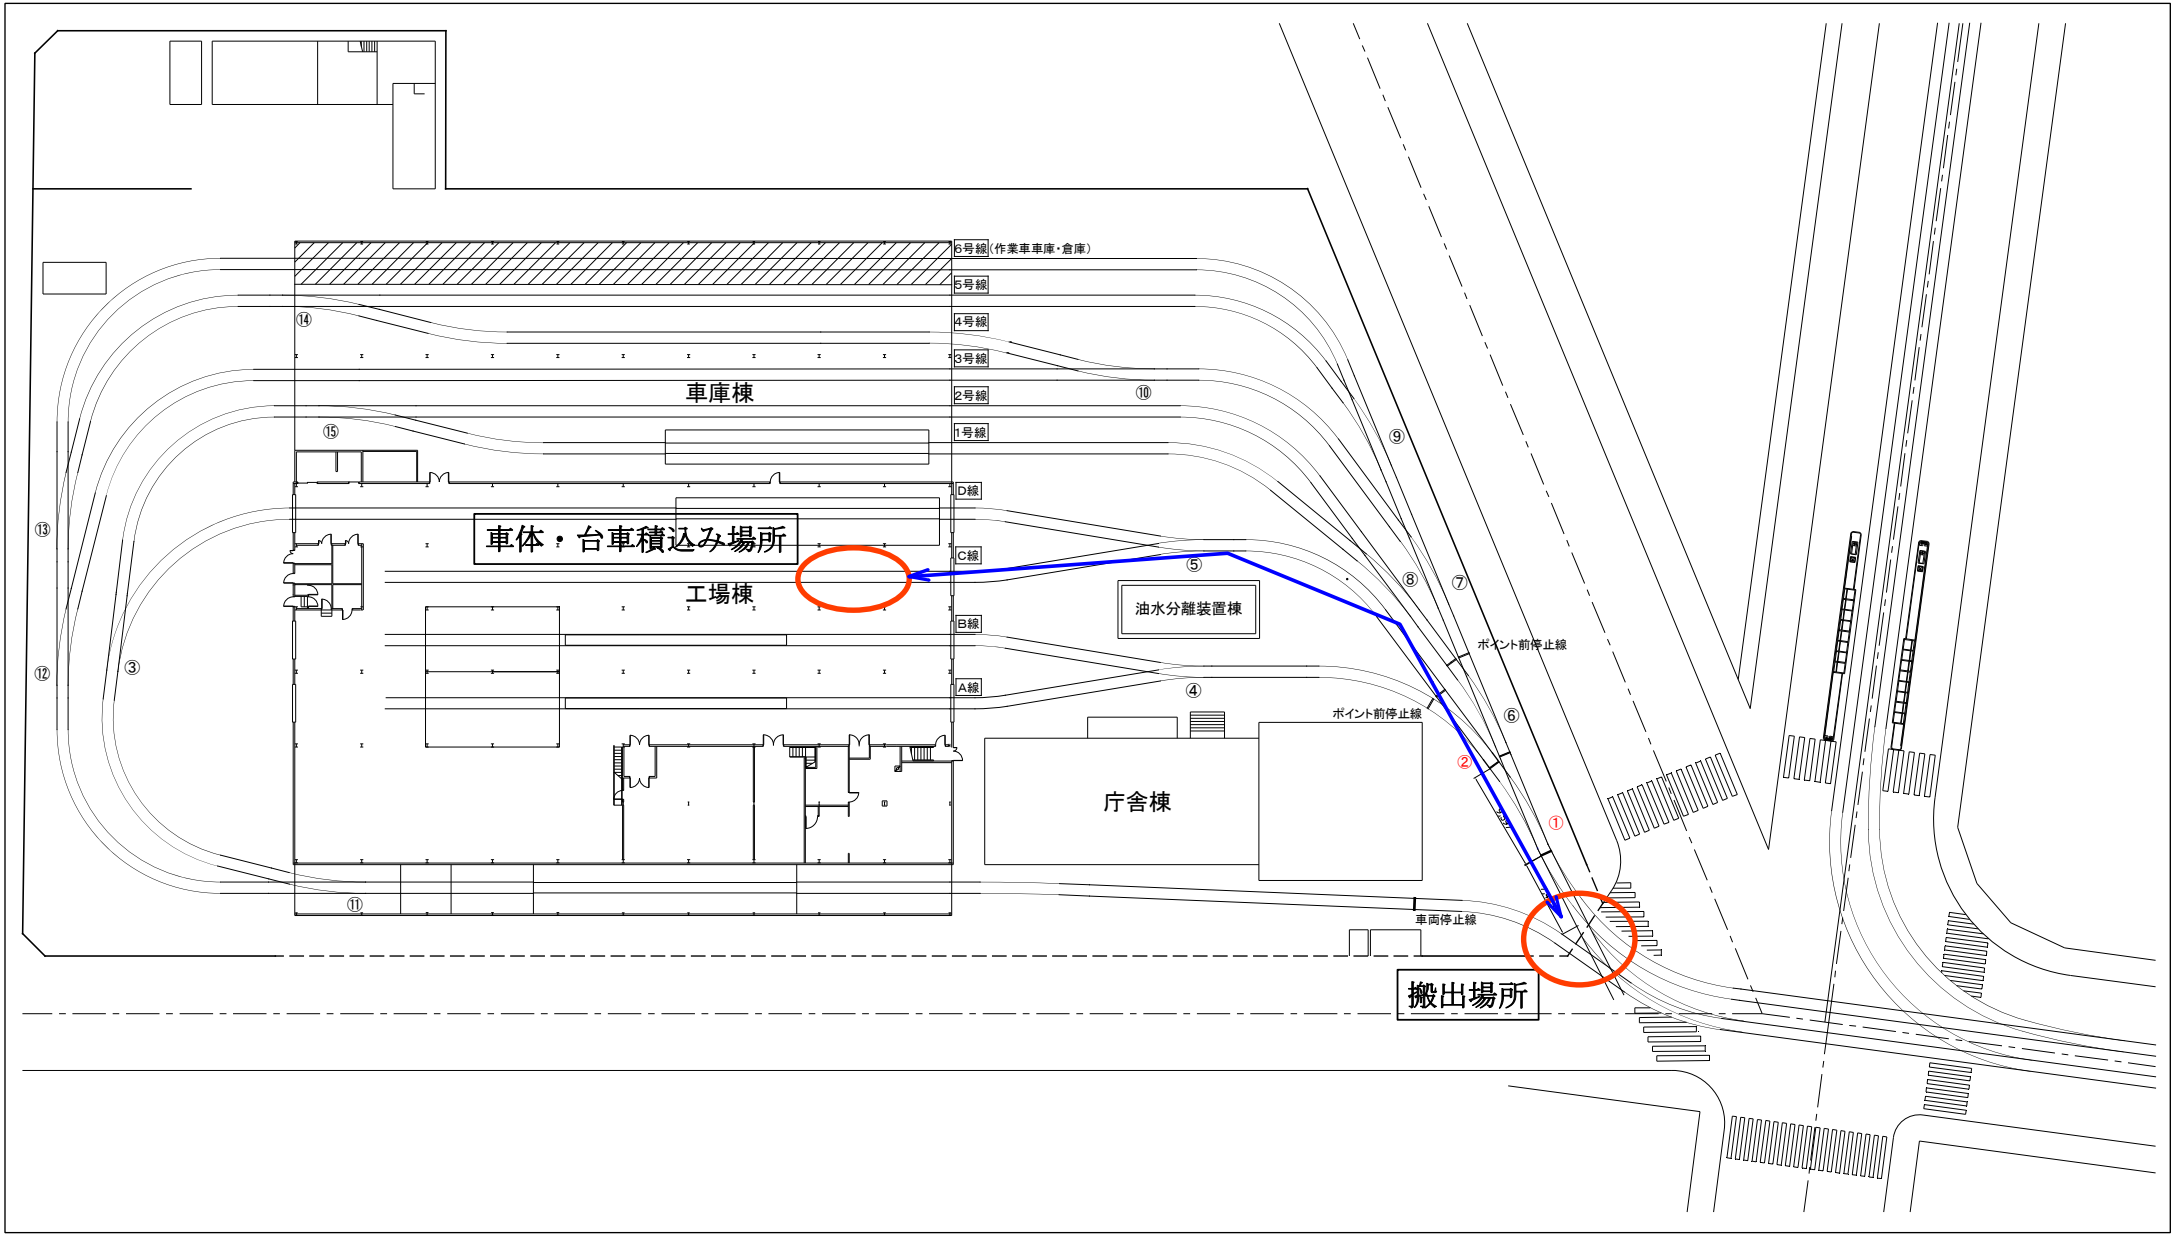 6号線(作業車車庫・倉庫)
5号線
⑭
4号線
3号線
車庫棟
⑩
2号線
⑮
1号線
⑨
D線
⑬
車体・台車積込み場所
C線
⑤
⑧
⑦
工場棟
油水分離装置棟
B線
ポイント前停止線
⑫
③
A線
④
ポイント前停止線
⑥
②
庁舎棟
①
⑪
車両停止線
搬出場所